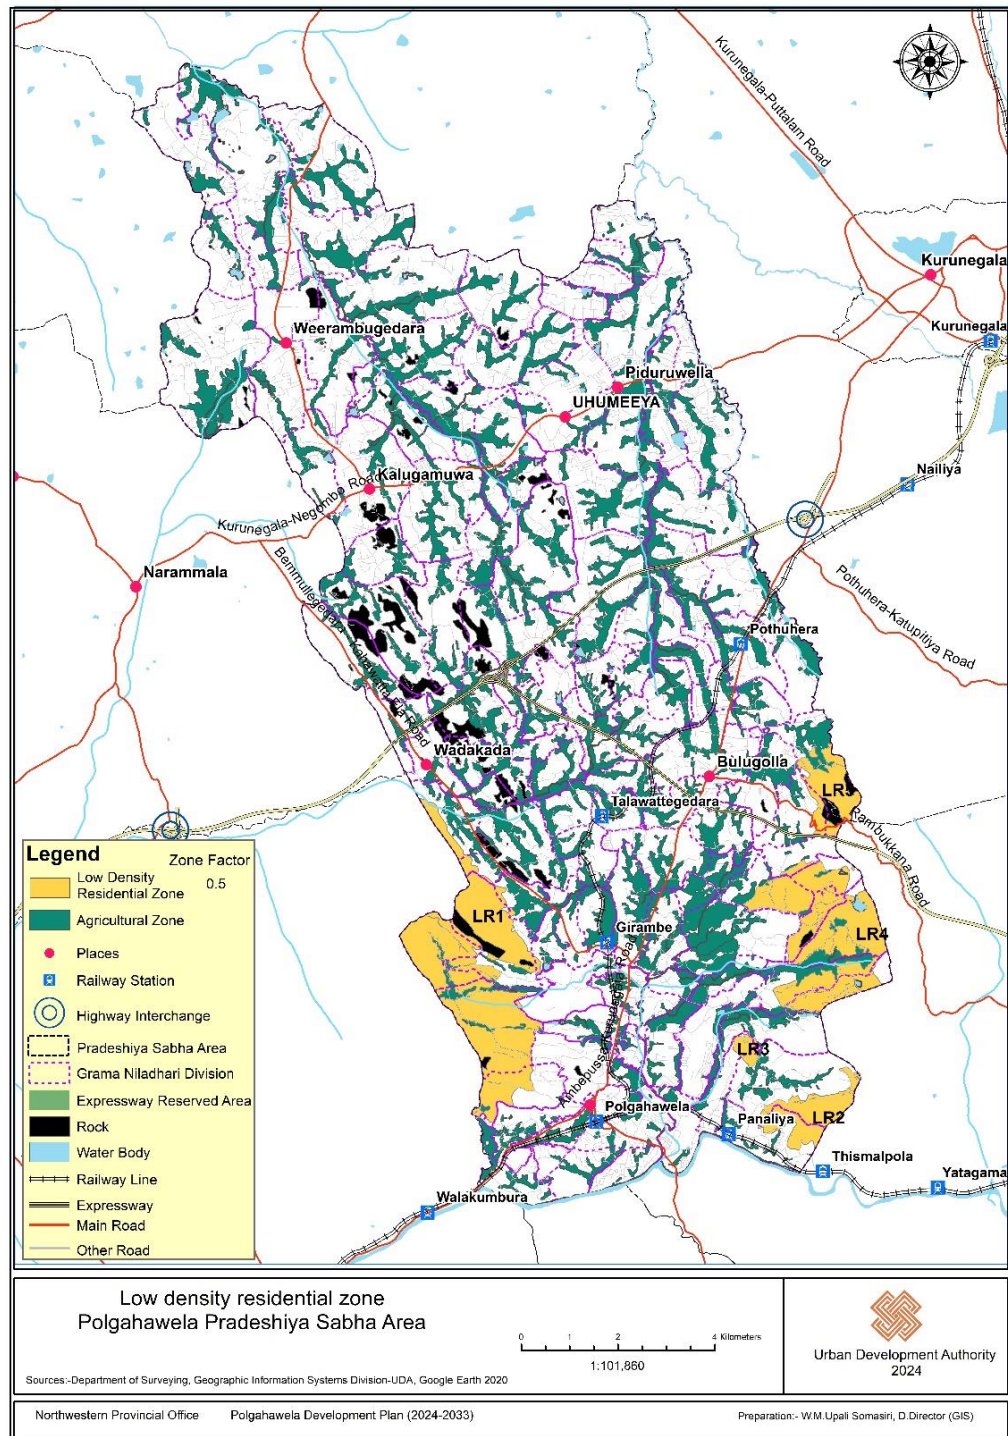 Kurunegala-Puttalam Road
Kurunegala
Kurunegala
Weerambugedara
Piduruwella
UHUMEEYA
Nailiya
Kalugamuwa
Kurunegala-Negombo Road
Narammala
Pothuhera-Katupitiya Road
Pothuhera
Wadakada
Bulugolla
Talawattegedara
LR5
Rambukkana Road
LR1
Girambe
LR4
Ambepussa-Kurunegala Road
LR3
Polgahawela
Panaliya
LR2
Thismalpola
Yatagama
Walakumbura
Legend
Zone Factor
Low Density
Residential Zone
0.5
Agricultural Zone
Places
Railway Station
Highway Interchange
Pradeshiya Sabha Area
Grama Niladhari Division
Expressway Reserved Area
Rock
Water Body
Railway Line
Expressway
Main Road
Other Road
Low density residential zone
Polgahawela Pradeshiya Sabha Area
0 1 2 4 Kilometers
1:101,860
Sources:-Department of Surveying, Geographic Information Systems Division-UDA, Google Earth 2020
Urban Development Authority
2024
Northwestern Provincial Office
Polgahawela Development Plan (2024-2033)
Preparation:- W.M.Upali Somasiri, D.Director (GIS)